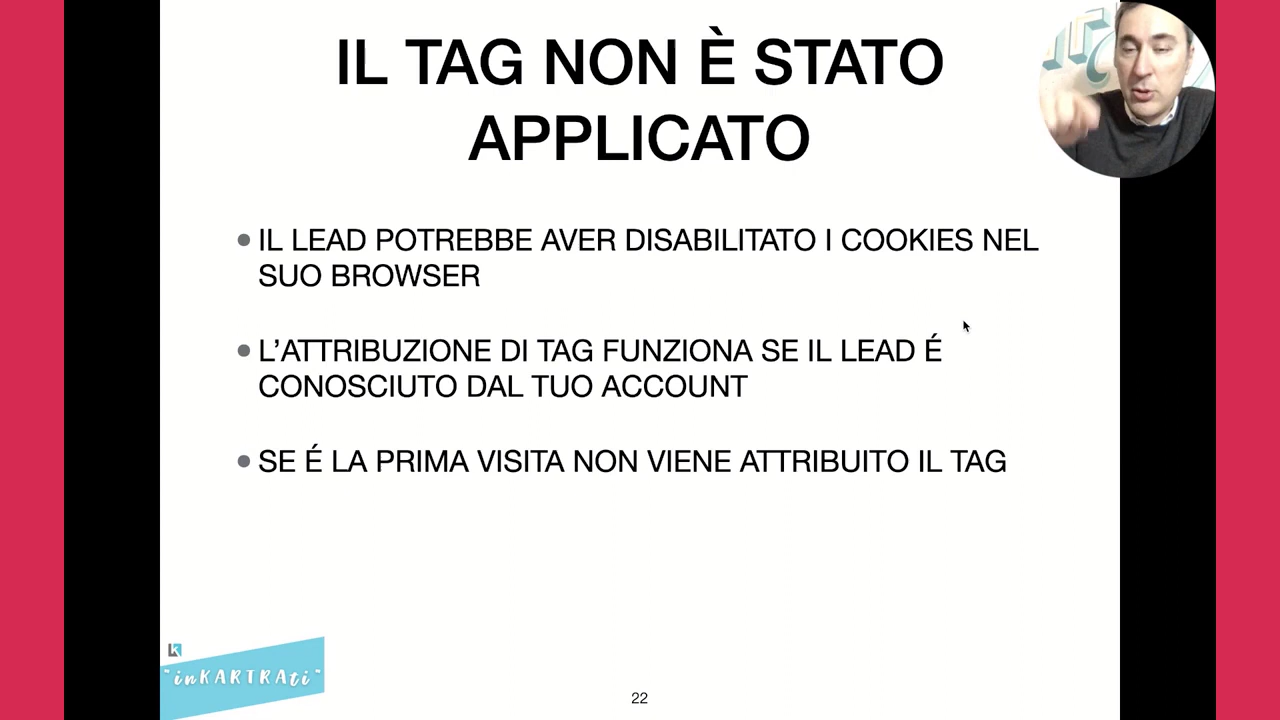 IL TAG NON È STATO
APPLICATO
IL LEAD POTREBBE AVER DISABILITATO I COOKIES NEL
SUO BROWSER
L’ATTRIBUZIONE DI TAG FUNZIONA SE IL LEAD É
CONOSCIUTO DAL TUO ACCOUNT
SE É LA PRIMA VISITA NON VIENE ATTRIBUITO IL TAG
K
"inKARTRAti"
22